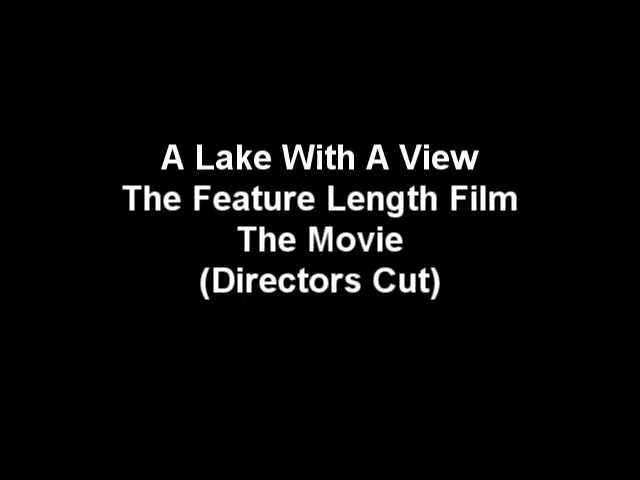 A Lake With A View
The Feature Length Film
The Movie
(Directors Cut)